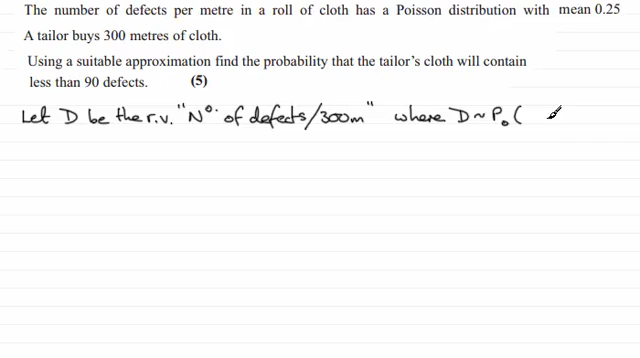 The number of defects per metre in a roll of cloth has a Poisson distribution with mean 0.25
A tailor buys 300 metres of cloth.
Using a suitable approximation find the probability that the tailor's cloth will contain
less than 90 defects. (5)
Let D be the r.v. "No. of defects/300m" where D ~ Po (